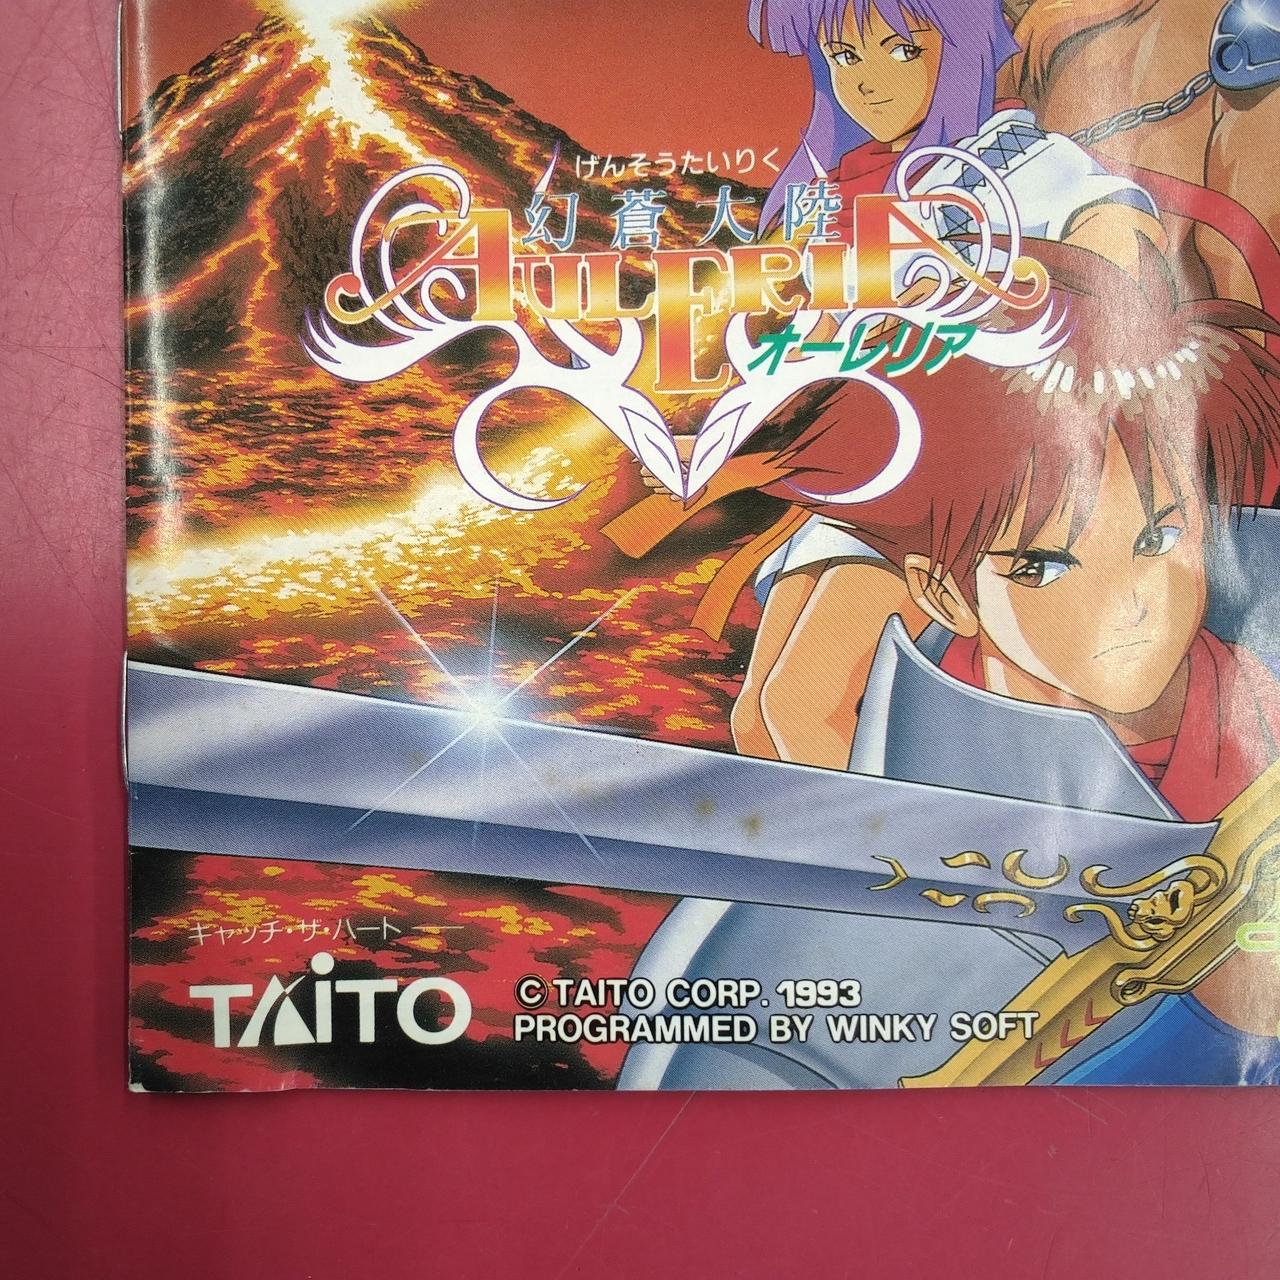 げんそうたいりく
幻蒼大陸
AULERIA
オーレリア
キャッチ・ザ・ハート
TAITO
© TAITO CORP. 1993
PROGRAMMED BY WINKY SOFT